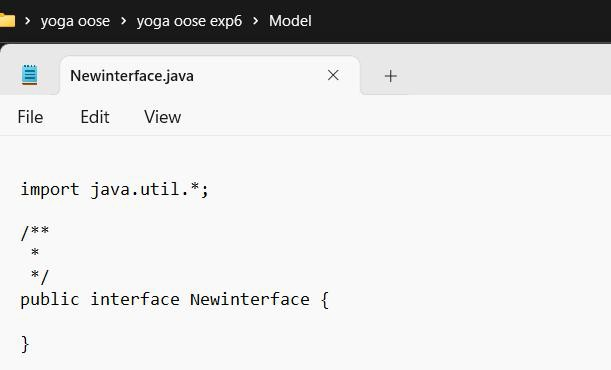 yoga oose > yoga oose exp6 > Model
Newinterface.java
File Edit View
import java.util.*;
/**
 *
 */
public interface Newinterface {
}